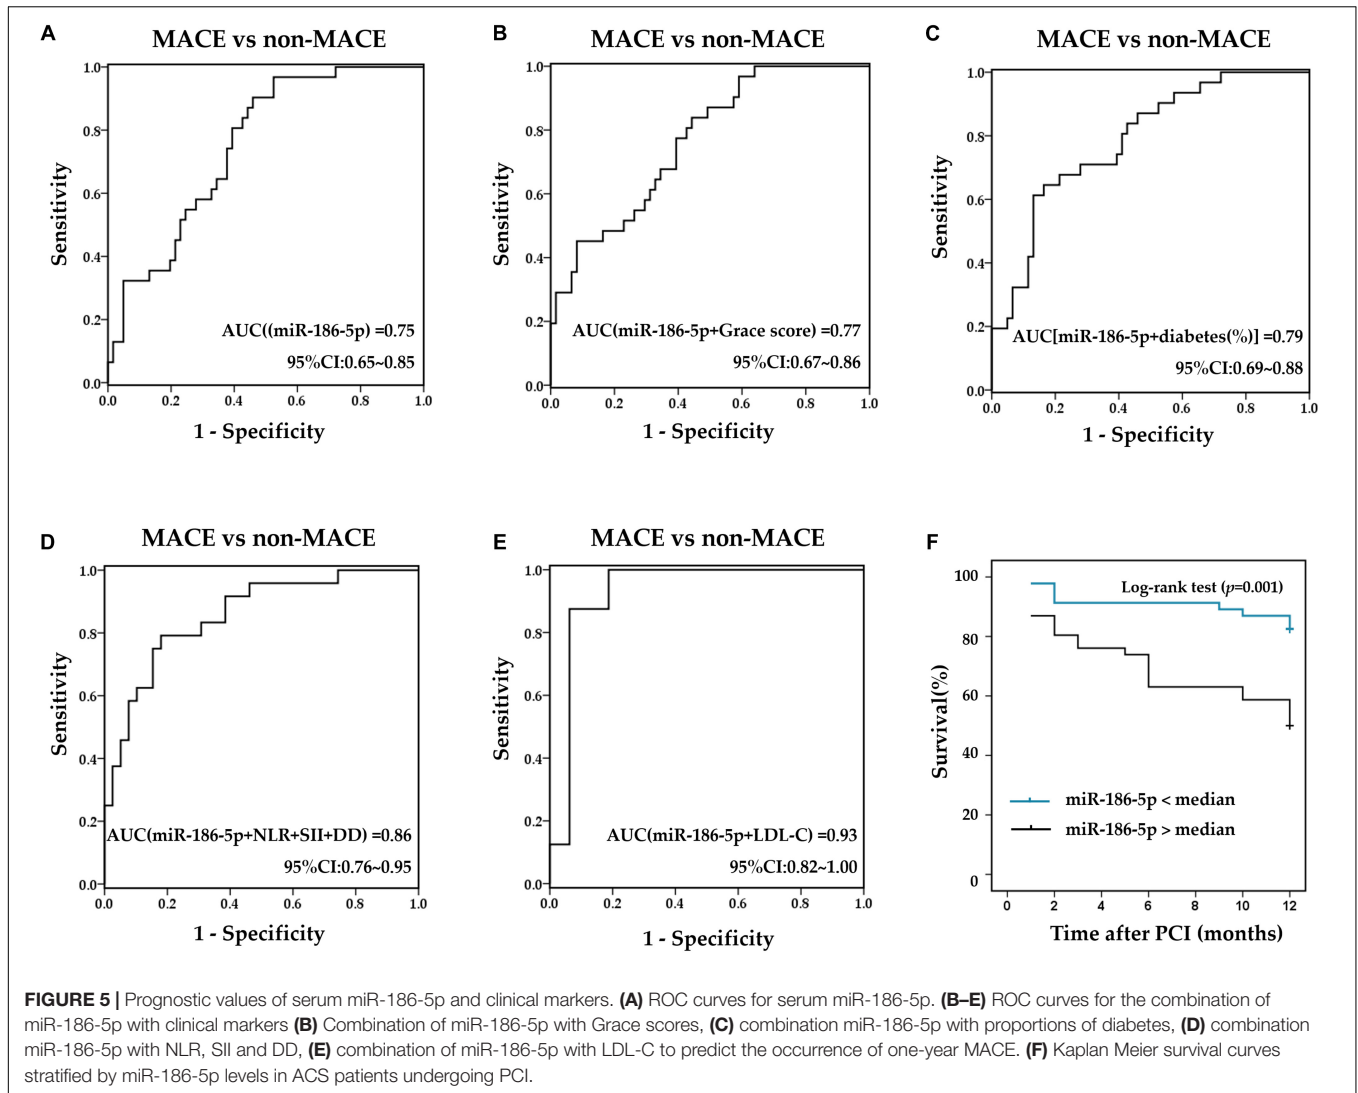 A
MACE vs non-MACE
1.0
0.8
0.6
0.4
0.2
0.0
Sensitivity
AUC((miR-186-5p) =0.75
95%CI:0.65~0.85
0.0 0.2 0.4 0.6 0.8 1.0
1 - Specificity
B
MACE vs non-MACE
1.0
0.8
0.6
0.4
0.2
0.0
Sensitivity
AUC(miR-186-5p+Grace score) =0.77
95%CI:0.67~0.86
0.0 0.2 0.4 0.6 0.8 1.0
1 - Specificity
C
MACE vs non-MACE
1.0
0.8
0.6
0.4
0.2
0.0
Sensitivity
AUC[miR-186-5p+diabetes(%)] =0.79
95%CI:0.69~0.88
0.0 0.2 0.4 0.6 0.8 1.0
1 - Specificity
D
MACE vs non-MACE
1.0
0.8
0.6
0.4
0.2
0.0
Sensitivity
AUC(miR-186-5p+NLR+SII+DD) =0.86
95%CI:0.76~0.95
0.0 0.2 0.4 0.6 0.8 1.0
1 - Specificity
E
MACE vs non-MACE
1.0
0.8
0.6
0.4
0.2
0.0
Sensitivity
AUC(miR-186-5p+LDL-C) =0.93
95%CI:0.82~1.00
0.0 0.2 0.4 0.6 0.8 1.0
1 - Specificity
F
100
80
60
40
20
0
Survival(%)
Log-rank test (p=0.001)
miR-186-5p < median
miR-186-5p > median
0 2 4 6 8 10 12
Time after PCI (months)
FIGURE 5 | Prognostic values of serum miR-186-5p and clinical markers. (A) ROC curves for serum miR-186-5p. (B–E) ROC curves for the combination of
miR-186-5p with clinical markers (B) Combination of miR-186-5p with Grace scores, (C) combination miR-186-5p with proportions of diabetes, (D) combination
miR-186-5p with NLR, SII and DD, (E) combination of miR-186-5p with LDL-C to predict the occurrence of one-year MACE. (F) Kaplan Meier survival curves
stratified by miR-186-5p levels in ACS patients undergoing PCI.